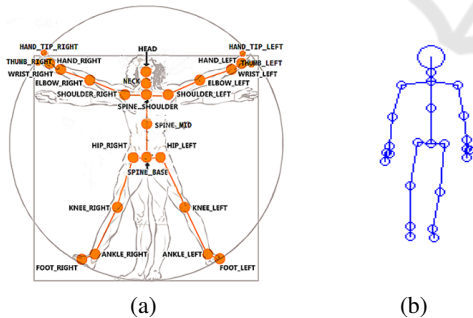 HAND_TIP_RIGHT
HAND_TIP_LEFT
HEAD
THUMB_RIGHT HAND_RIGHT
HAND_LEFT THUMB_LEFT
WRIST_RIGHT
WRIST_LEFT
NECK
ELBOW_RIGHT
ELBOW_LEFT
SHOULDER_RIGHT
SHOULDER_LEFT
SPINE_SHOULDER
SPINE_MID
HIP_RIGHT
HIP_LEFT
SPINE_BASE
KNEE_RIGHT
KNEE_LEFT
ANKLE_RIGHT
ANKLE_LEFT
FOOT_RIGHT
FOOT_LEFT
(a)
(b)